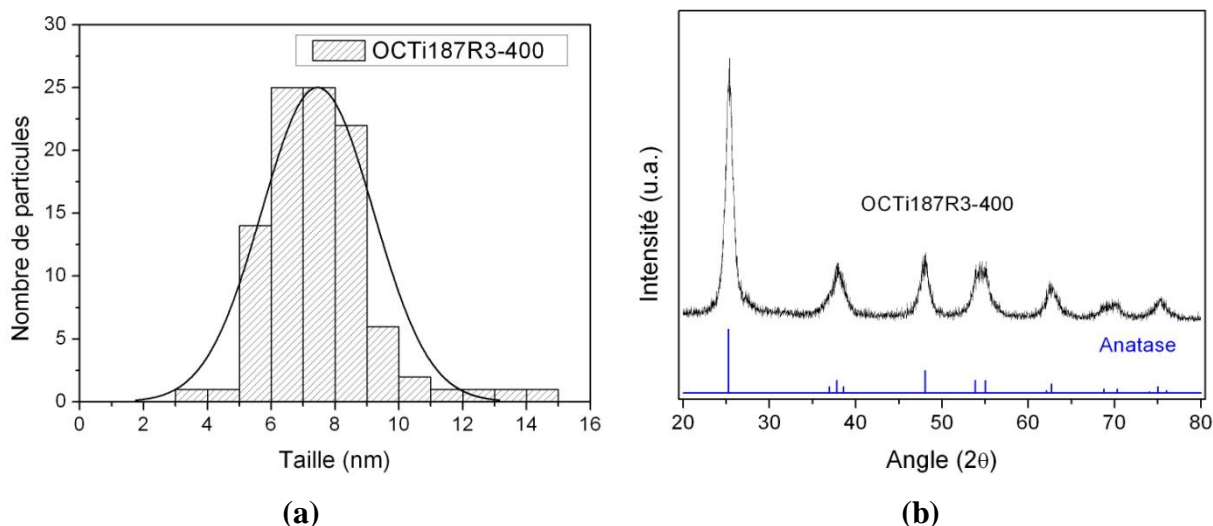 30
25
20
15
10
5
0
Nombre de particules
OCTi187R3-400
0 2 4 6 8 10 12 14 16
Taille (nm)
(a)
Intensité (u.a.)
OCTi187R3-400
Anatase
20 30 40 50 60 70 80
Angle (2θ)
(b)